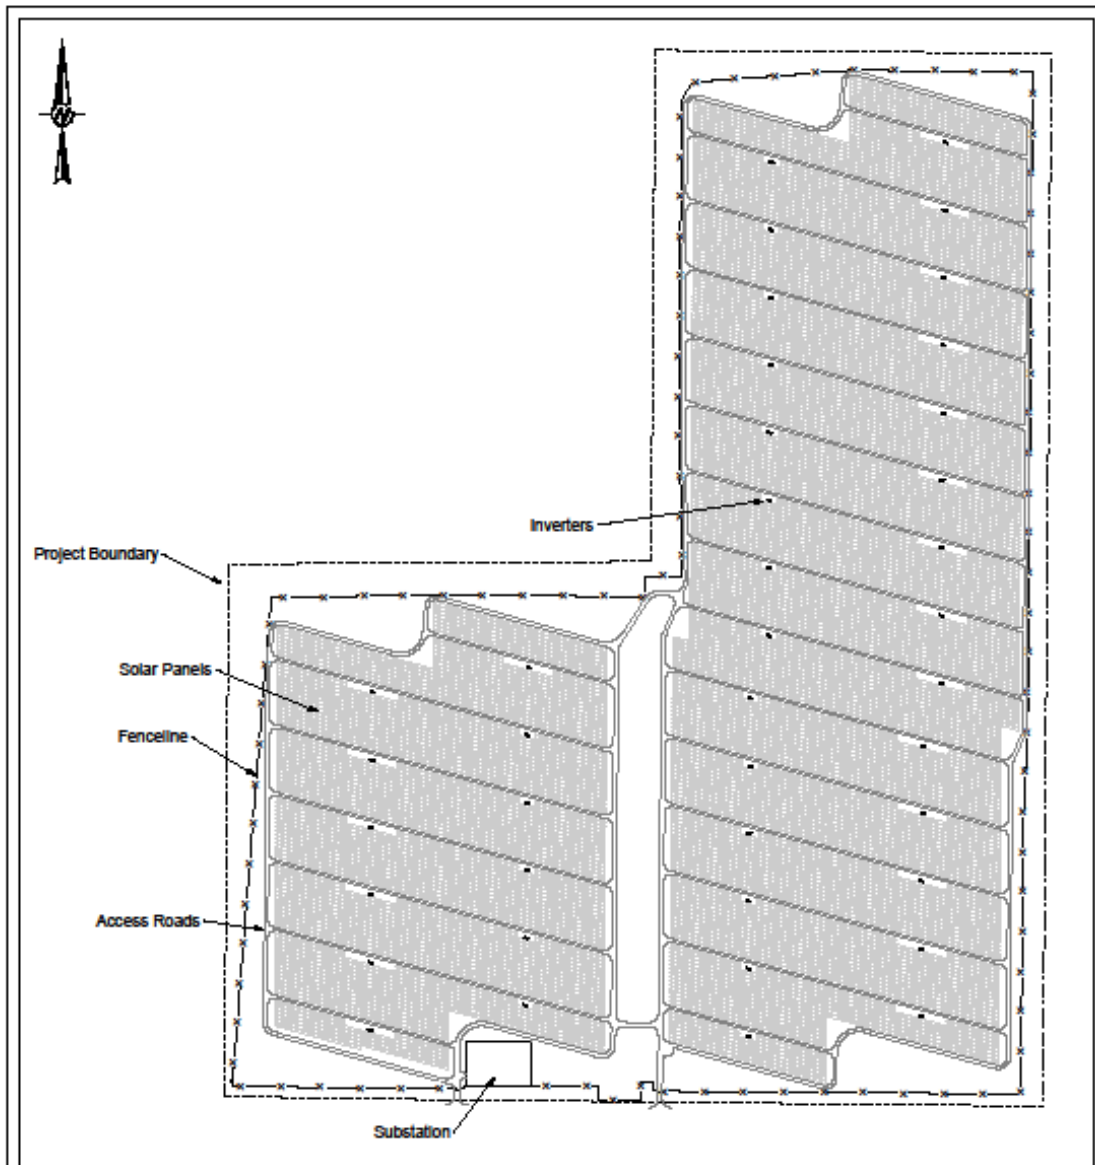 Inverters
Project Boundary
Solar Panels
Fenceline
Access Roads
Substation